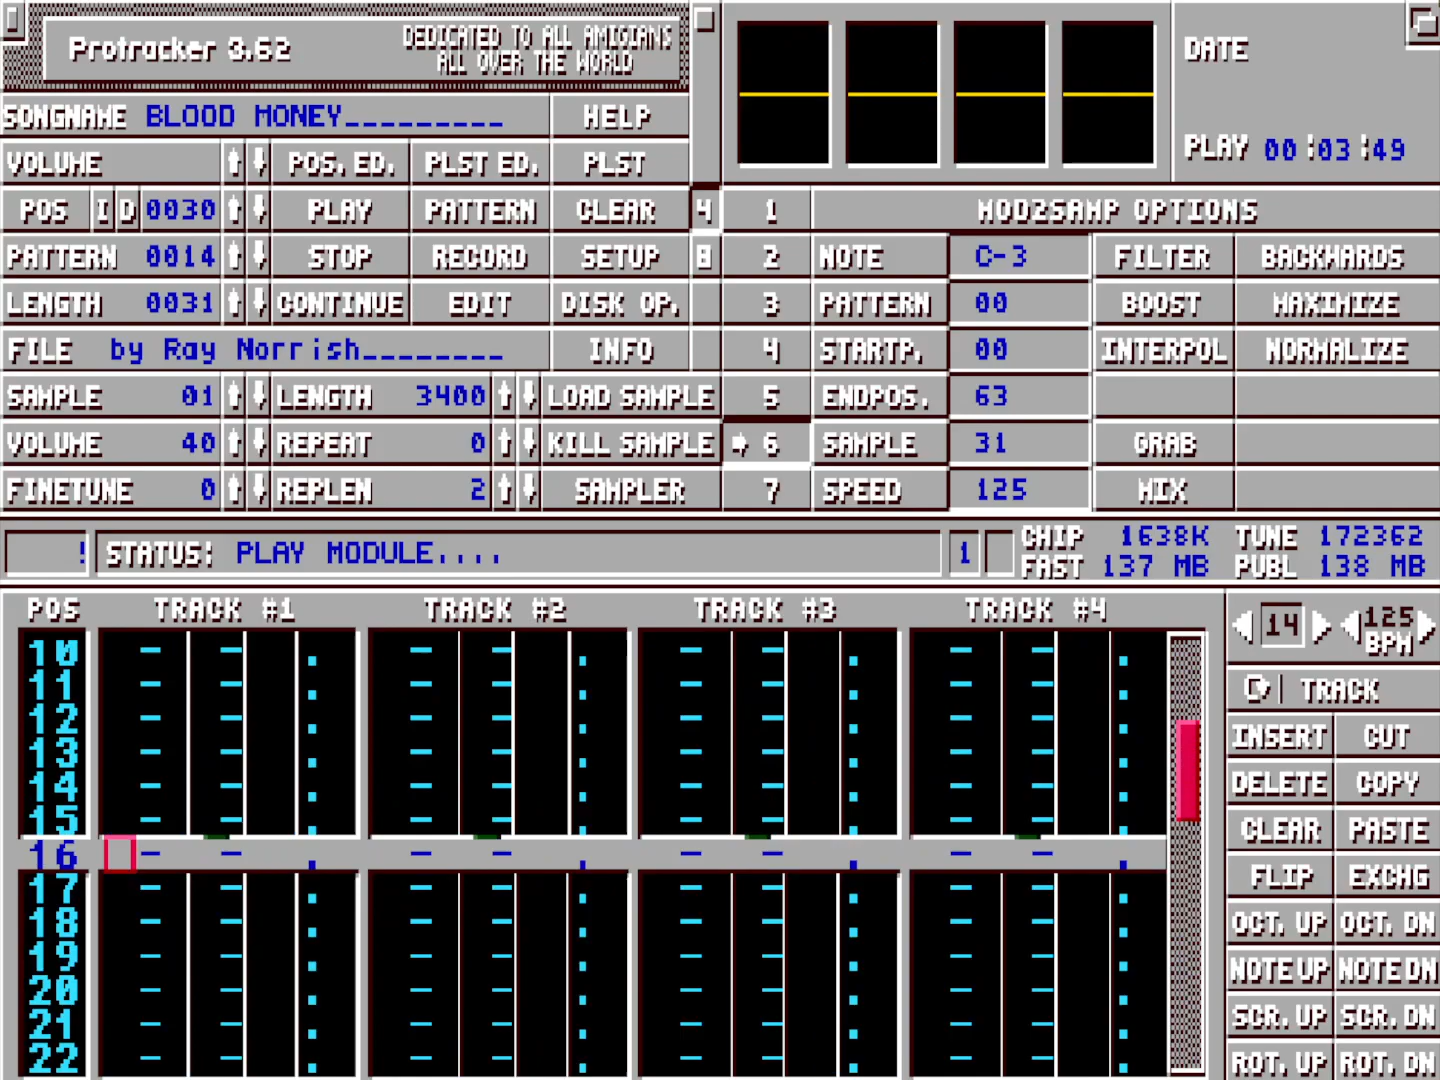 Protracker 3.62 DEDICATED TO ALL AMIGIANS
ALL OVER THE WORLD
DATE
PLAY 00:03:49
SONGNAME BLOOD MONEY_________ HELP
VOLUME POS. ED. PLST ED. PLST
POS I D 0030 PLAY PATTERN CLEAR 4 1 MOD2SAMP OPTIONS
PATTERN 0014 STOP RECORD SETUP 8 2 NOTE C-3 FILTER BACKWARDS
LENGTH 0031 CONTINUE EDIT DISK OP. 3 PATTERN 00 BOOST MAXIMIZE
FILE by Ray Norrish________ INFO 4 STARTP. 00 INTERPOL NORMALIZE
SAMPLE 01 LENGTH 3400 LOAD SAMPLE 5 ENDPOS. 63
VOLUME 40 REPEAT 0 KILL SAMPLE 6 SAMPLE 31 GRAB
FINETUNE 0 REPLEN 2 SAMPLER 7 SPEED 125 MIX
! STATUS: PLAY MODULE.... 1 CHIP 1638K TUNE 172362
FAST 137 MB PUBL 138 MB
POS TRACK #1 TRACK #2 TRACK #3 TRACK #4 14 125
BPM
10 - - . - - . - - . - - .
11 - - . - - . - - . - - . TRACK
12 - - . - - . - - . - - . INSERT CUT
13 - - . - - . - - . - - .
14 - - . - - . - - . - - . DELETE COPY
15 - - . - - . - - . - - . CLEAR PASTE
16 - - . - - . - - . - - .
17 - - . - - . - - . - - . FLIP EXCHG
18 - - . - - . - - . - - . OCT. UP OCT. DN
19 - - . - - . - - . - - . NOTE UP NOTE DN
20 - - . - - . - - . - - .
21 - - . - - . - - . - - . SCR. UP SCR. DN
22 - - . - - . - - . - - . ROT. UP ROT. DN